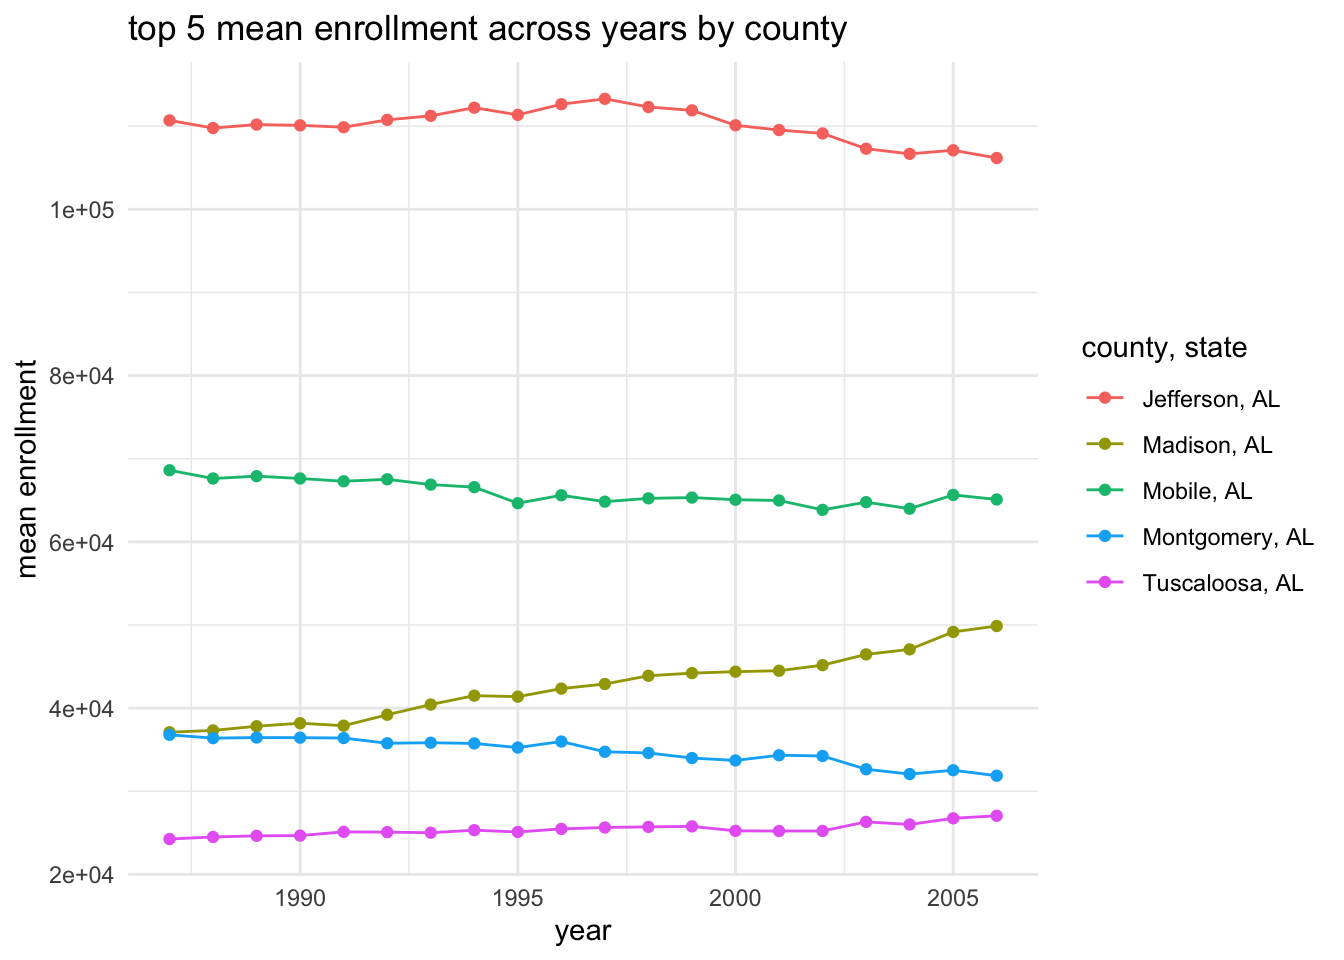 top 5 mean enrollment across years by county
1e+05
8e+04
6e+04
4e+04
2e+04
mean enrollment
1990
1995
2000
2005
year
county, state
Jefferson, AL
Madison, AL
Mobile, AL
Montgomery, AL
Tuscaloosa, AL